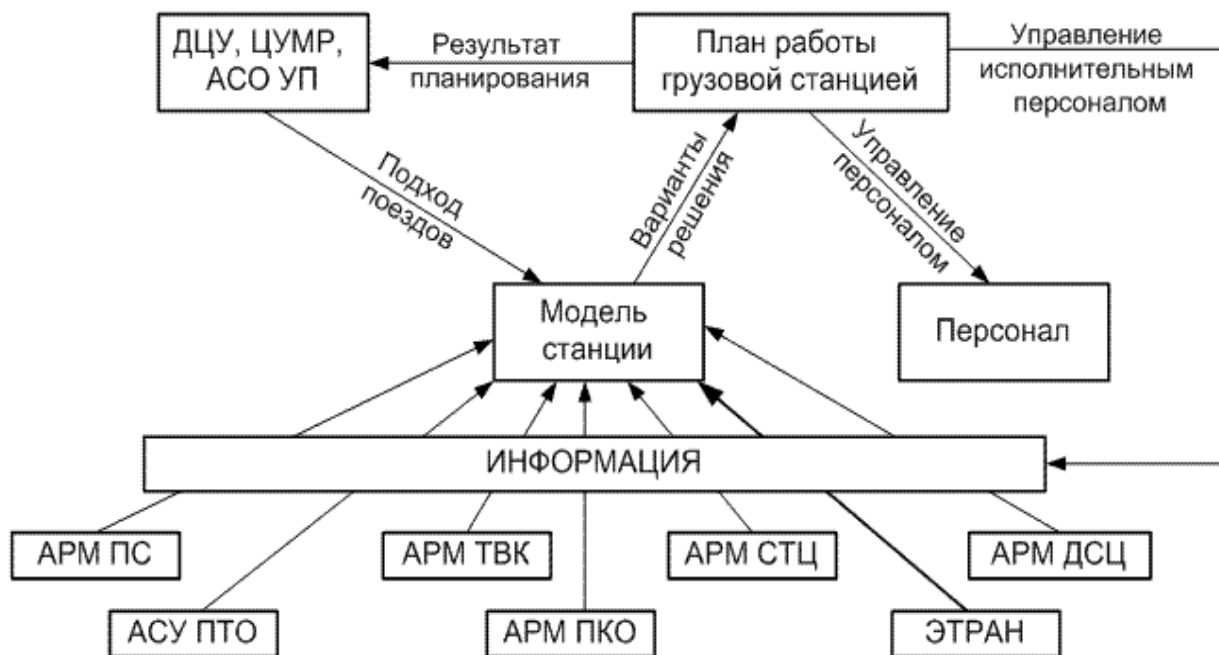 ДЦУ, ЦУМР,
АСО УП
Результат
планирования
План работы
грузовой станцией
Управление
исполнительным
персоналом
Подход
поездов
Варианты
решения
Управление
персоналом
Модель
станции
Персонал
ИНФОРМАЦИЯ
АРМ ПС
АРМ ТВК
АРМ СТЦ
АРМ ДСЦ
АСУ ПТО
АРМ ПКО
ЭТРАН